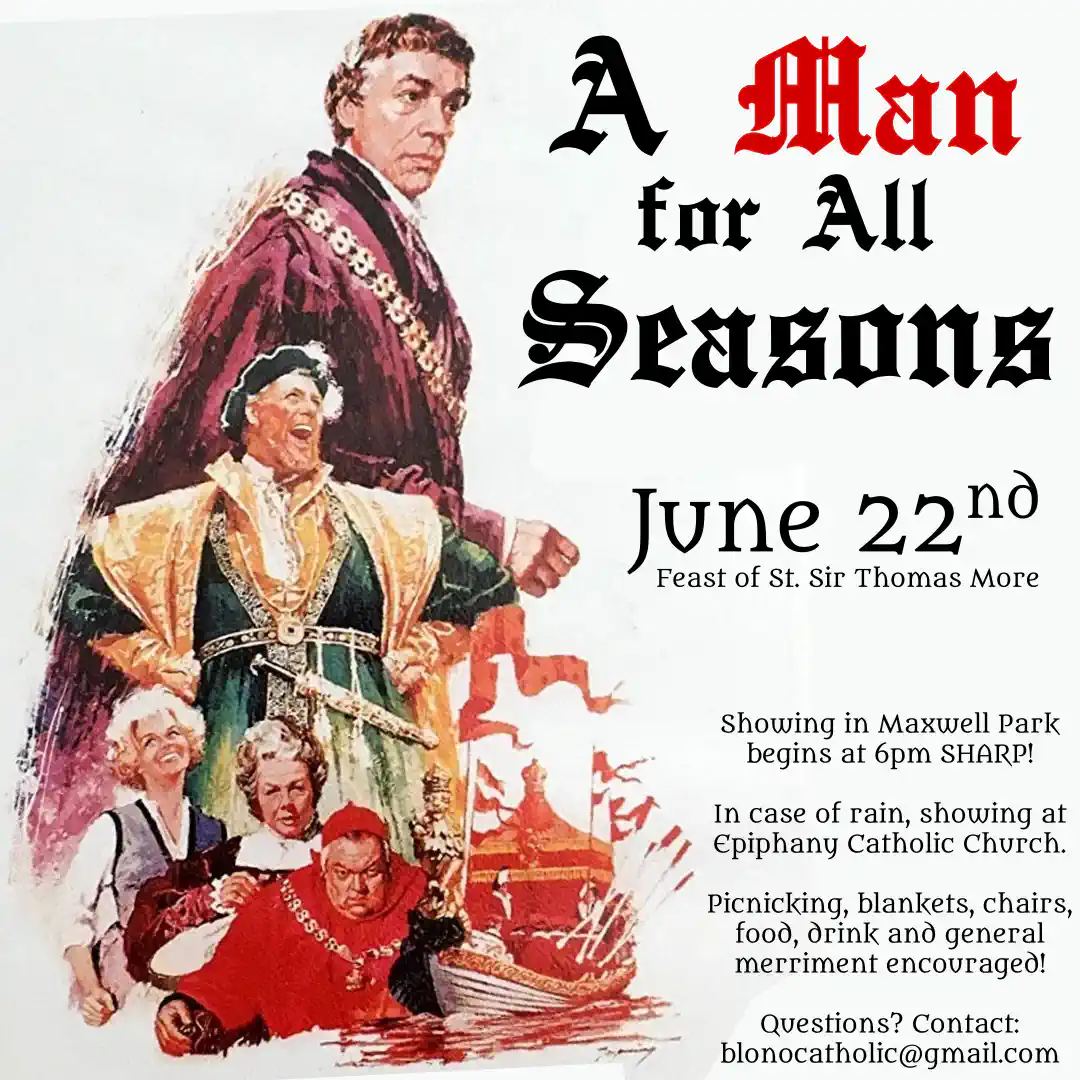 A Man
for All
Seasons
June 22nd
Feast of St. Sir Thomas More
Showing in Maxwell Park
begins at 6pm SHARP!
In case of rain, showing at
Epiphany Catholic Church.
Picnicking, blankets, chairs,
food, drink and general
merriment encouraged!
Questions? Contact:
blonocatholic@gmail.com